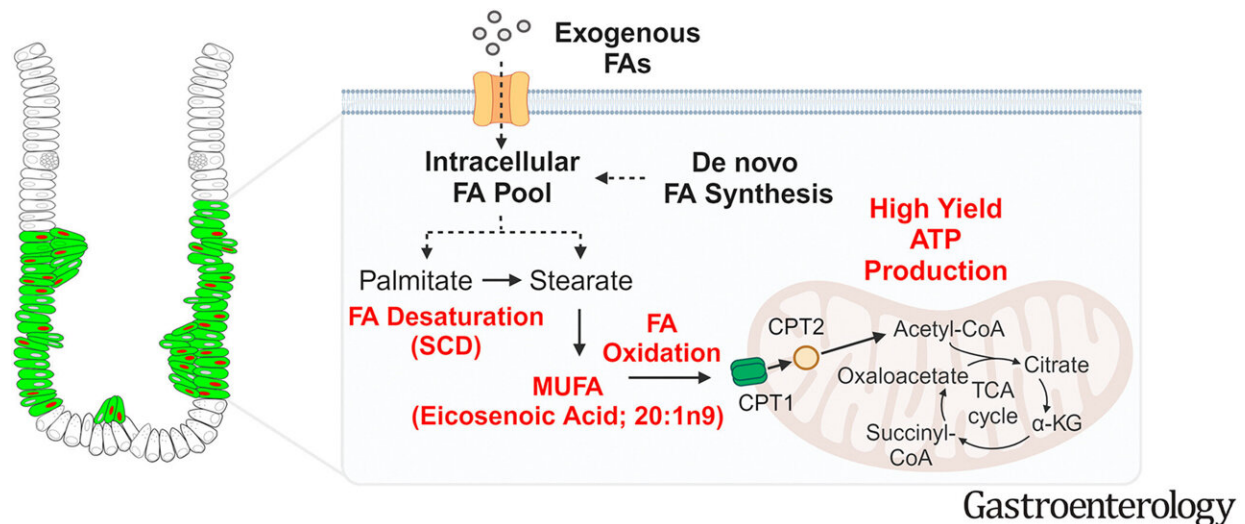 Exogenous
FAs
Intracellular
FA Pool
De novo
FA Synthesis
Palmitate
Stearate
FA Desaturation
(SCD)
FA
Oxidation
MUFA
(Eicosenoic Acid; 20:1n9)
High Yield
ATP
Production
CPT1
CPT2
Acetyl-CoA
Citrate
Oxaloacetate
TCA
cycle
α-KG
Succinyl-
CoA
Gastroenterology